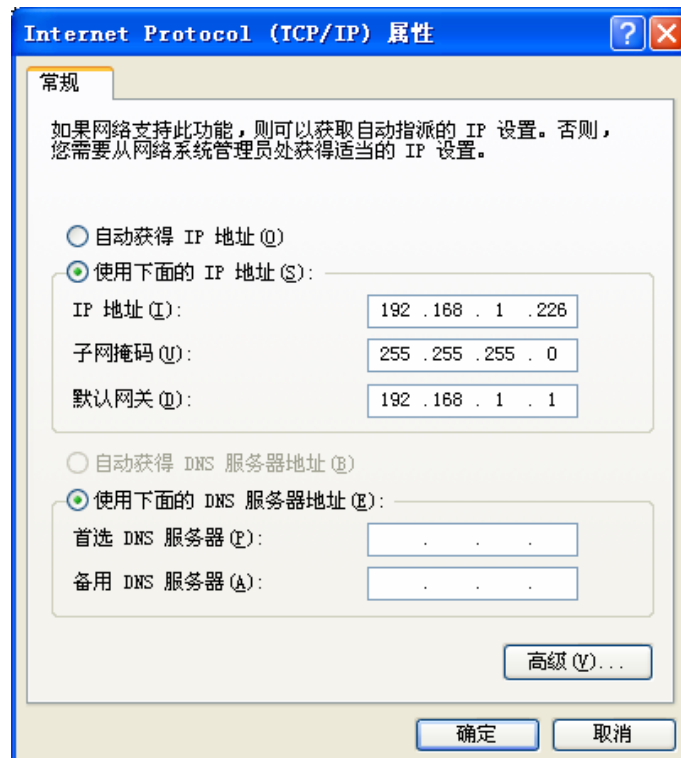 Internet Protocol (TCP/IP) 属性
常规
如果网络支持此功能，则可以获取自动指派的 IP 设置。否则，
您需要从网络系统管理员处获得适当的 IP 设置。
自动获得 IP 地址(O)
使用下面的 IP 地址(S):
IP 地址(I): 192 .168 . 1 .226
子网掩码(U): 255 .255 .255 . 0
默认网关(D): 192 .168 . 1 . 1
自动获得 DNS 服务器地址(B)
使用下面的 DNS 服务器地址(E):
首选 DNS 服务器(P): . . .
备用 DNS 服务器(A): . . .
高级(V)...
确定 取消